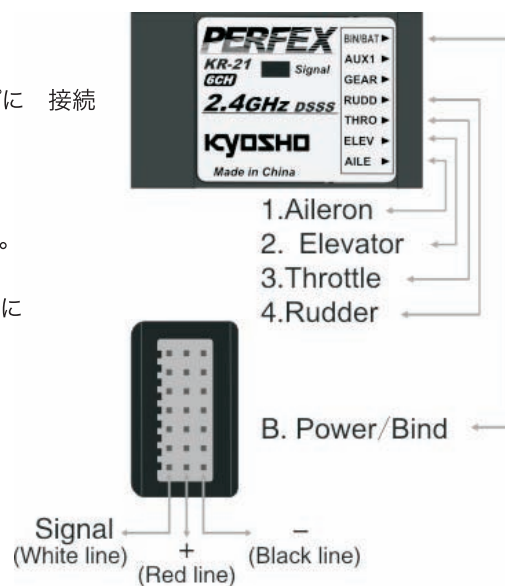 PERFEX
KR-21
6CH
Signal
2.4GHz DSSS
KYOSHO
Made in China
BIN/BAT ▶
AUX1 ▶
GEAR ▶
RUDD ▶
THRO ▶
ELEV ▶
AILE ▶
に 接続
。
に
1.Aileron
2. Elevator
3.Throttle
4.Rudder
B. Power/Bind
Signal
(White line)
+
(Red line)
−
(Black line)